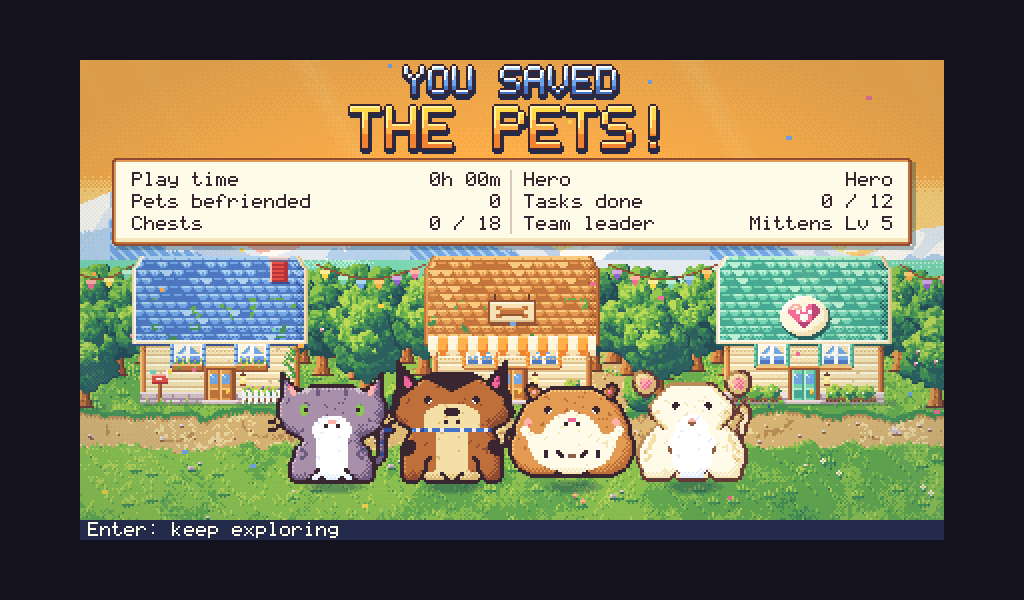 YOU SAVED
THE PETS!
Play time 0h 00m
Pets befriended 0
Chests 0 / 18
Hero Hero
Tasks done 0 / 12
Team leader Mittens Lv 5
Enter: keep exploring